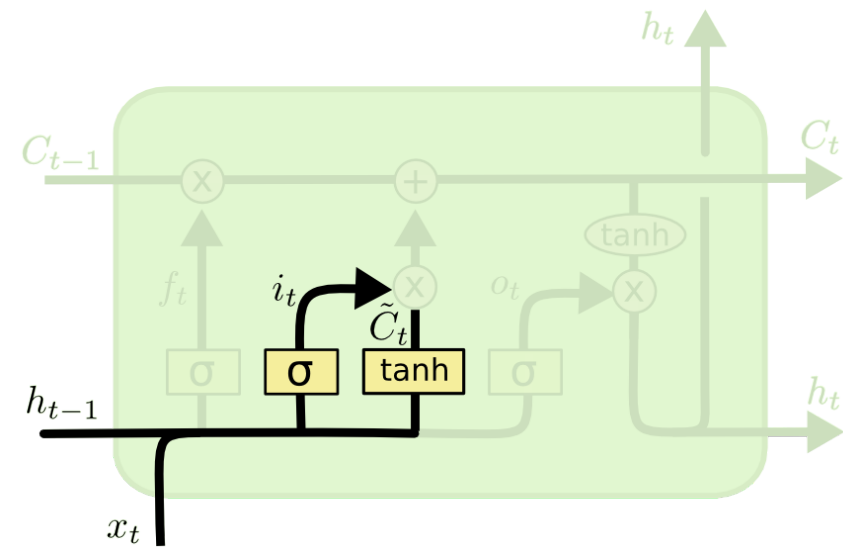 h_t
C_{t-1}
C_t
x
+
tanh
f_t
i_t
x
o_t
x
C̃_t
σ
σ
tanh
σ
h_{t-1}
h_t
x_t